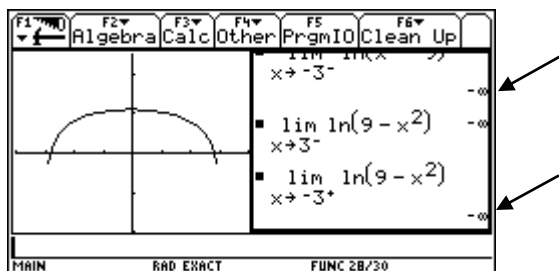 F1 F2 F3 F4 F5 F6
Algebra Calc Other PrgmIO Clean Up
x→-3⁻
-∞
lim ln(9-x²) -∞
x→3⁻
lim ln(9-x²)
x→-3⁺
-∞
MAIN RAD EXACT FUNC 28/30